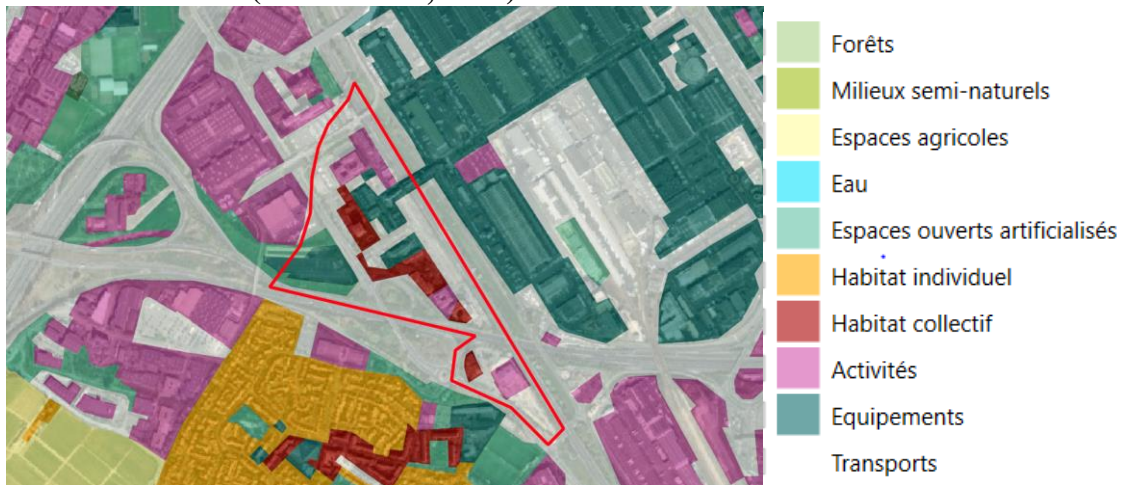 Forêts
Milieux semi-naturels
Espaces agricoles
Eau
Espaces ouverts artificialisés
Habitat individuel
Habitat collectif
Activités
Equipements
Transports